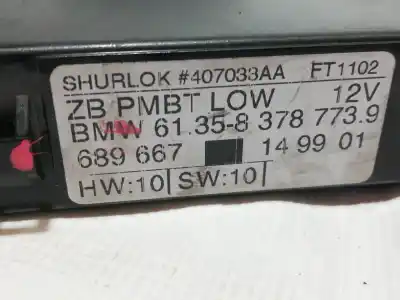 SHURLOK #407033AA FT1102
ZB PMBT LOW 12V
BMW 61.35-8 378 773.9
689 667 14 99 01
HW:10 SW:10